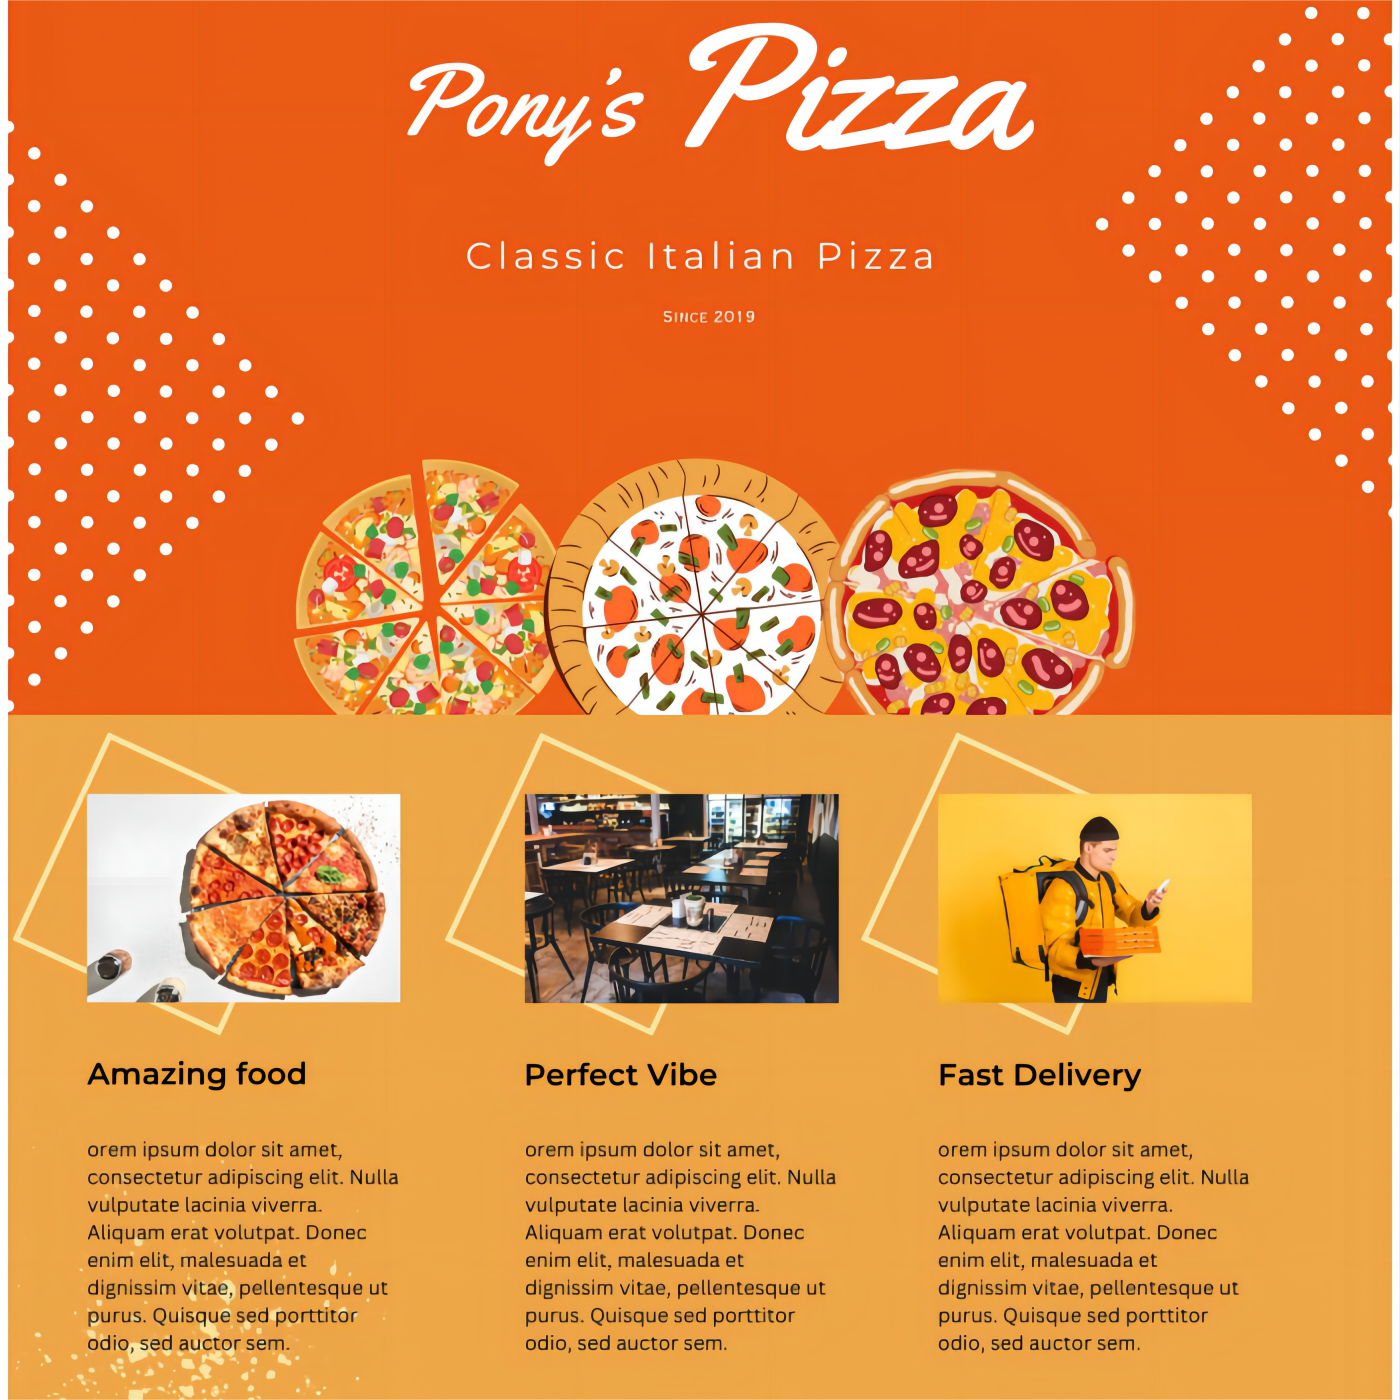 Pony's Pizza
Classic Italian Pizza
SINCE 2019
Amazing food
orem ipsum dolor sit amet,
consectetur adipiscing elit. Nulla
vulputate lacinia viverra.
Aliquam erat volutpat. Donec
enim elit, malesuada et
dignissim vitae, pellentesque ut
purus. Quisque sed porttitor
odio, sed auctor sem.
Perfect Vibe
orem ipsum dolor sit amet,
consectetur adipiscing elit. Nulla
vulputate lacinia viverra.
Aliquam erat volutpat. Donec
enim elit, malesuada et
dignissim vitae, pellentesque ut
purus. Quisque sed porttitor
odio, sed auctor sem.
Fast Delivery
orem ipsum dolor sit amet,
consectetur adipiscing elit. Nulla
vulputate lacinia viverra.
Aliquam erat volutpat. Donec
enim elit, malesuada et
dignissim vitae, pellentesque ut
purus. Quisque sed porttitor
odio, sed auctor sem.